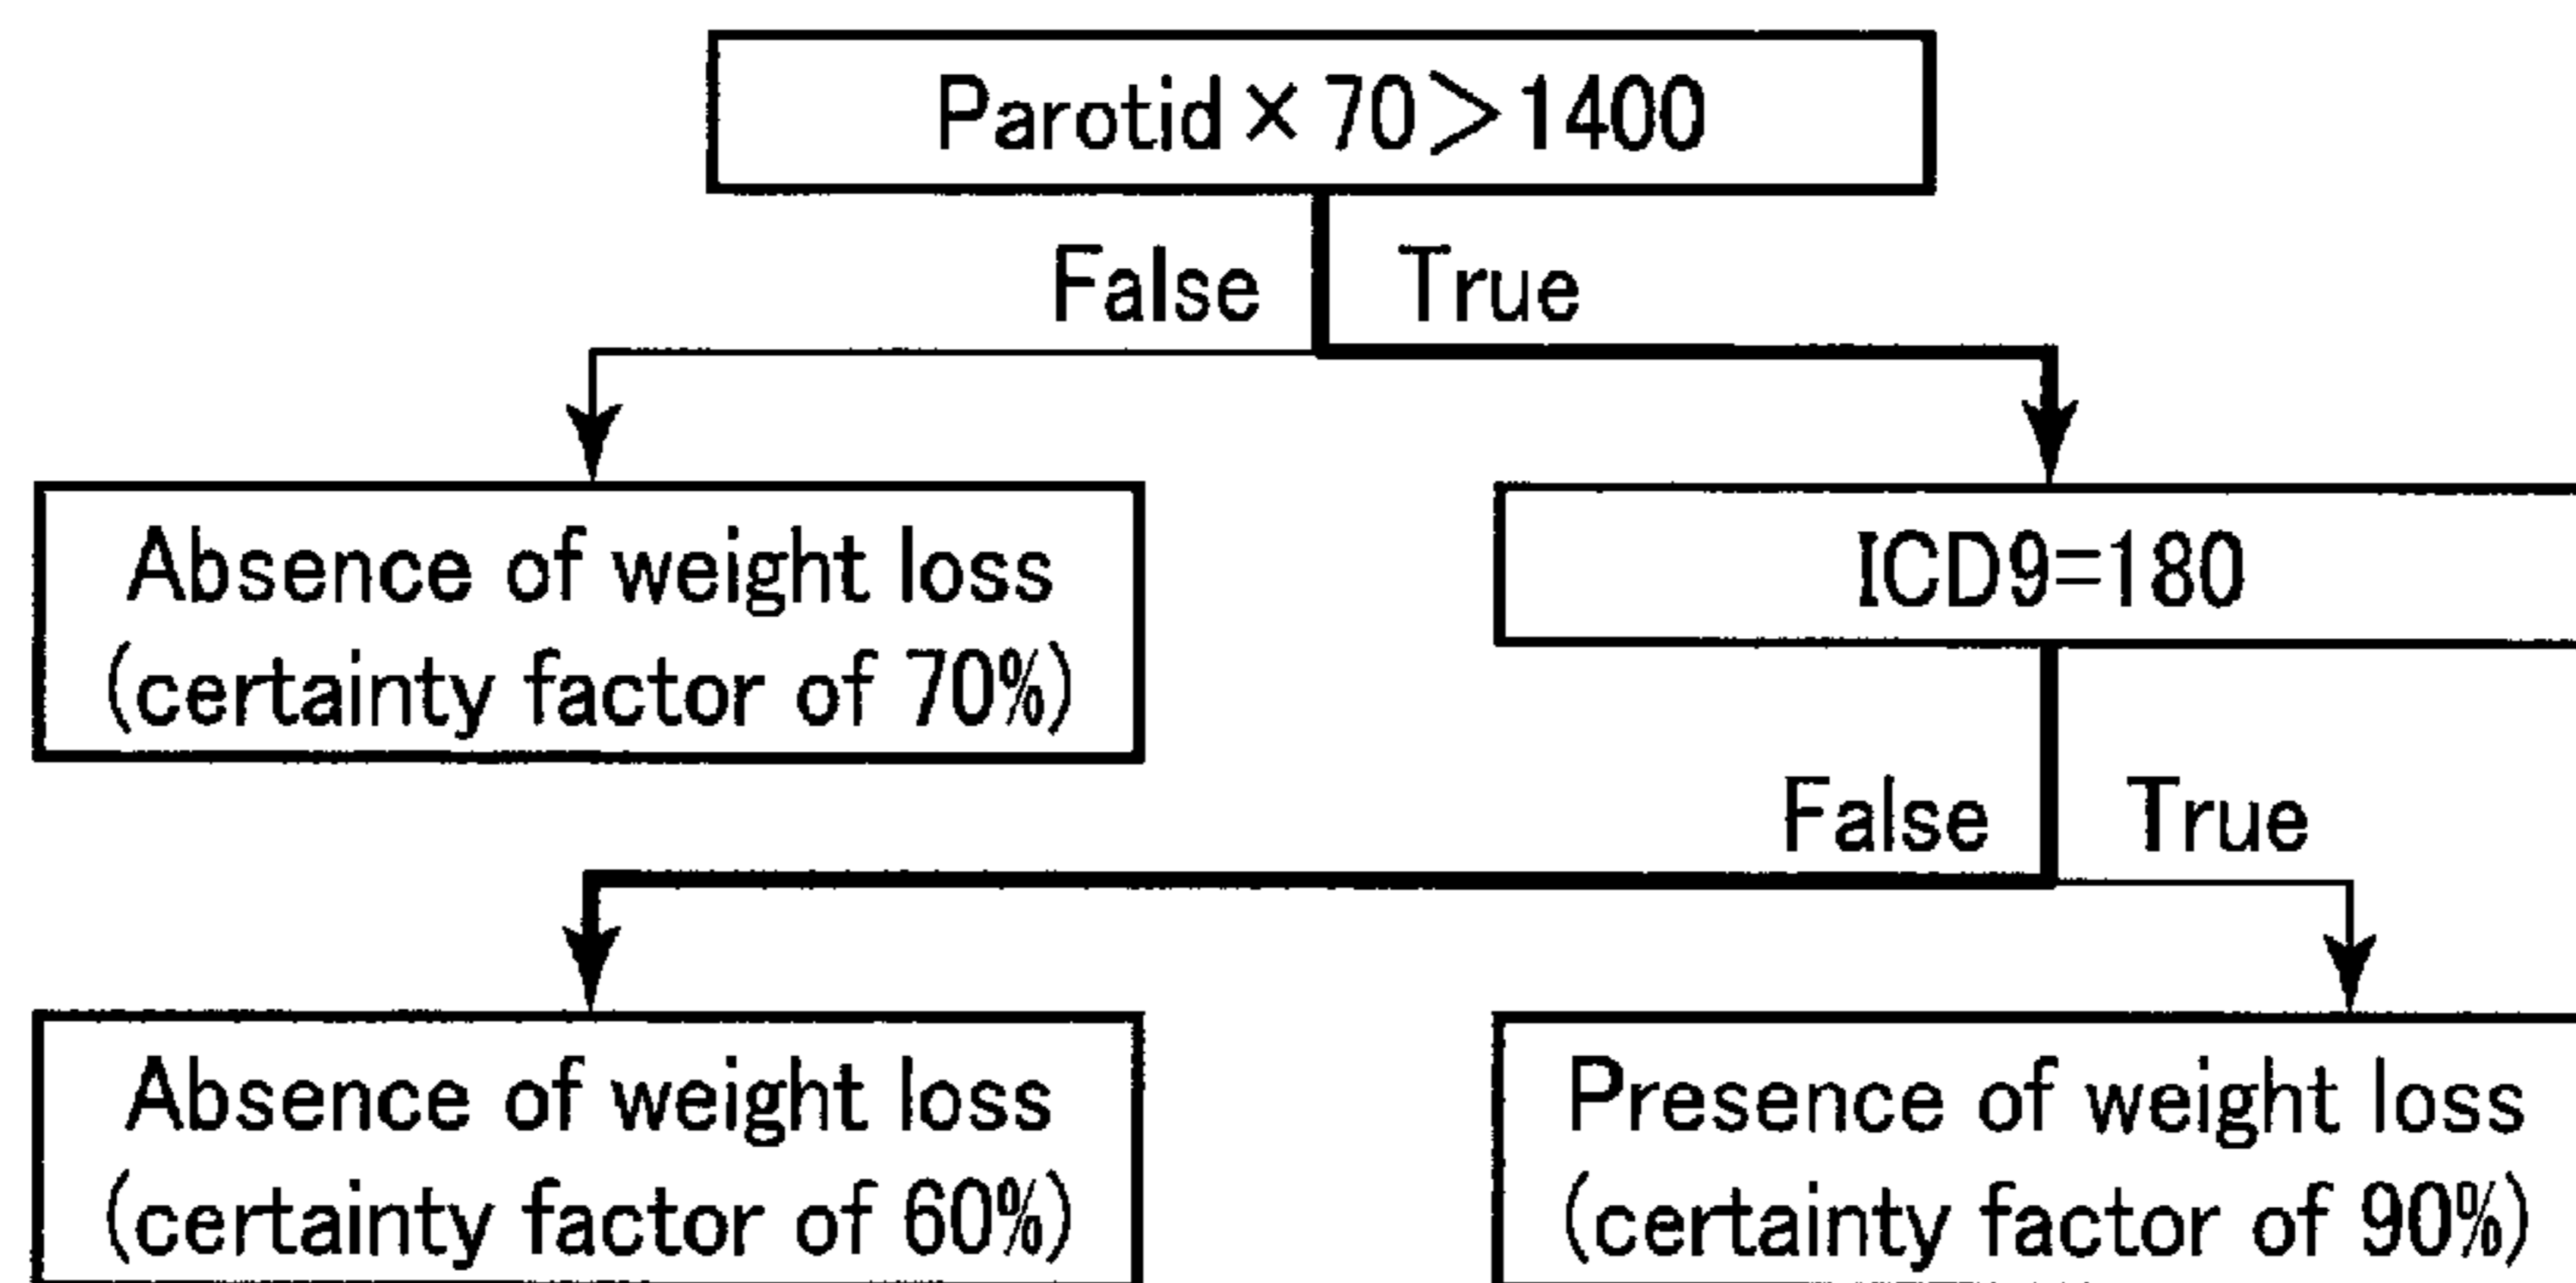 Parotid × 70＞1400
False
True
Absence of weight loss
(certainty factor of 70%)
ICD9=180
False
True
Absence of weight loss
(certainty factor of 60%)
Presence of weight loss
(certainty factor of 90%)